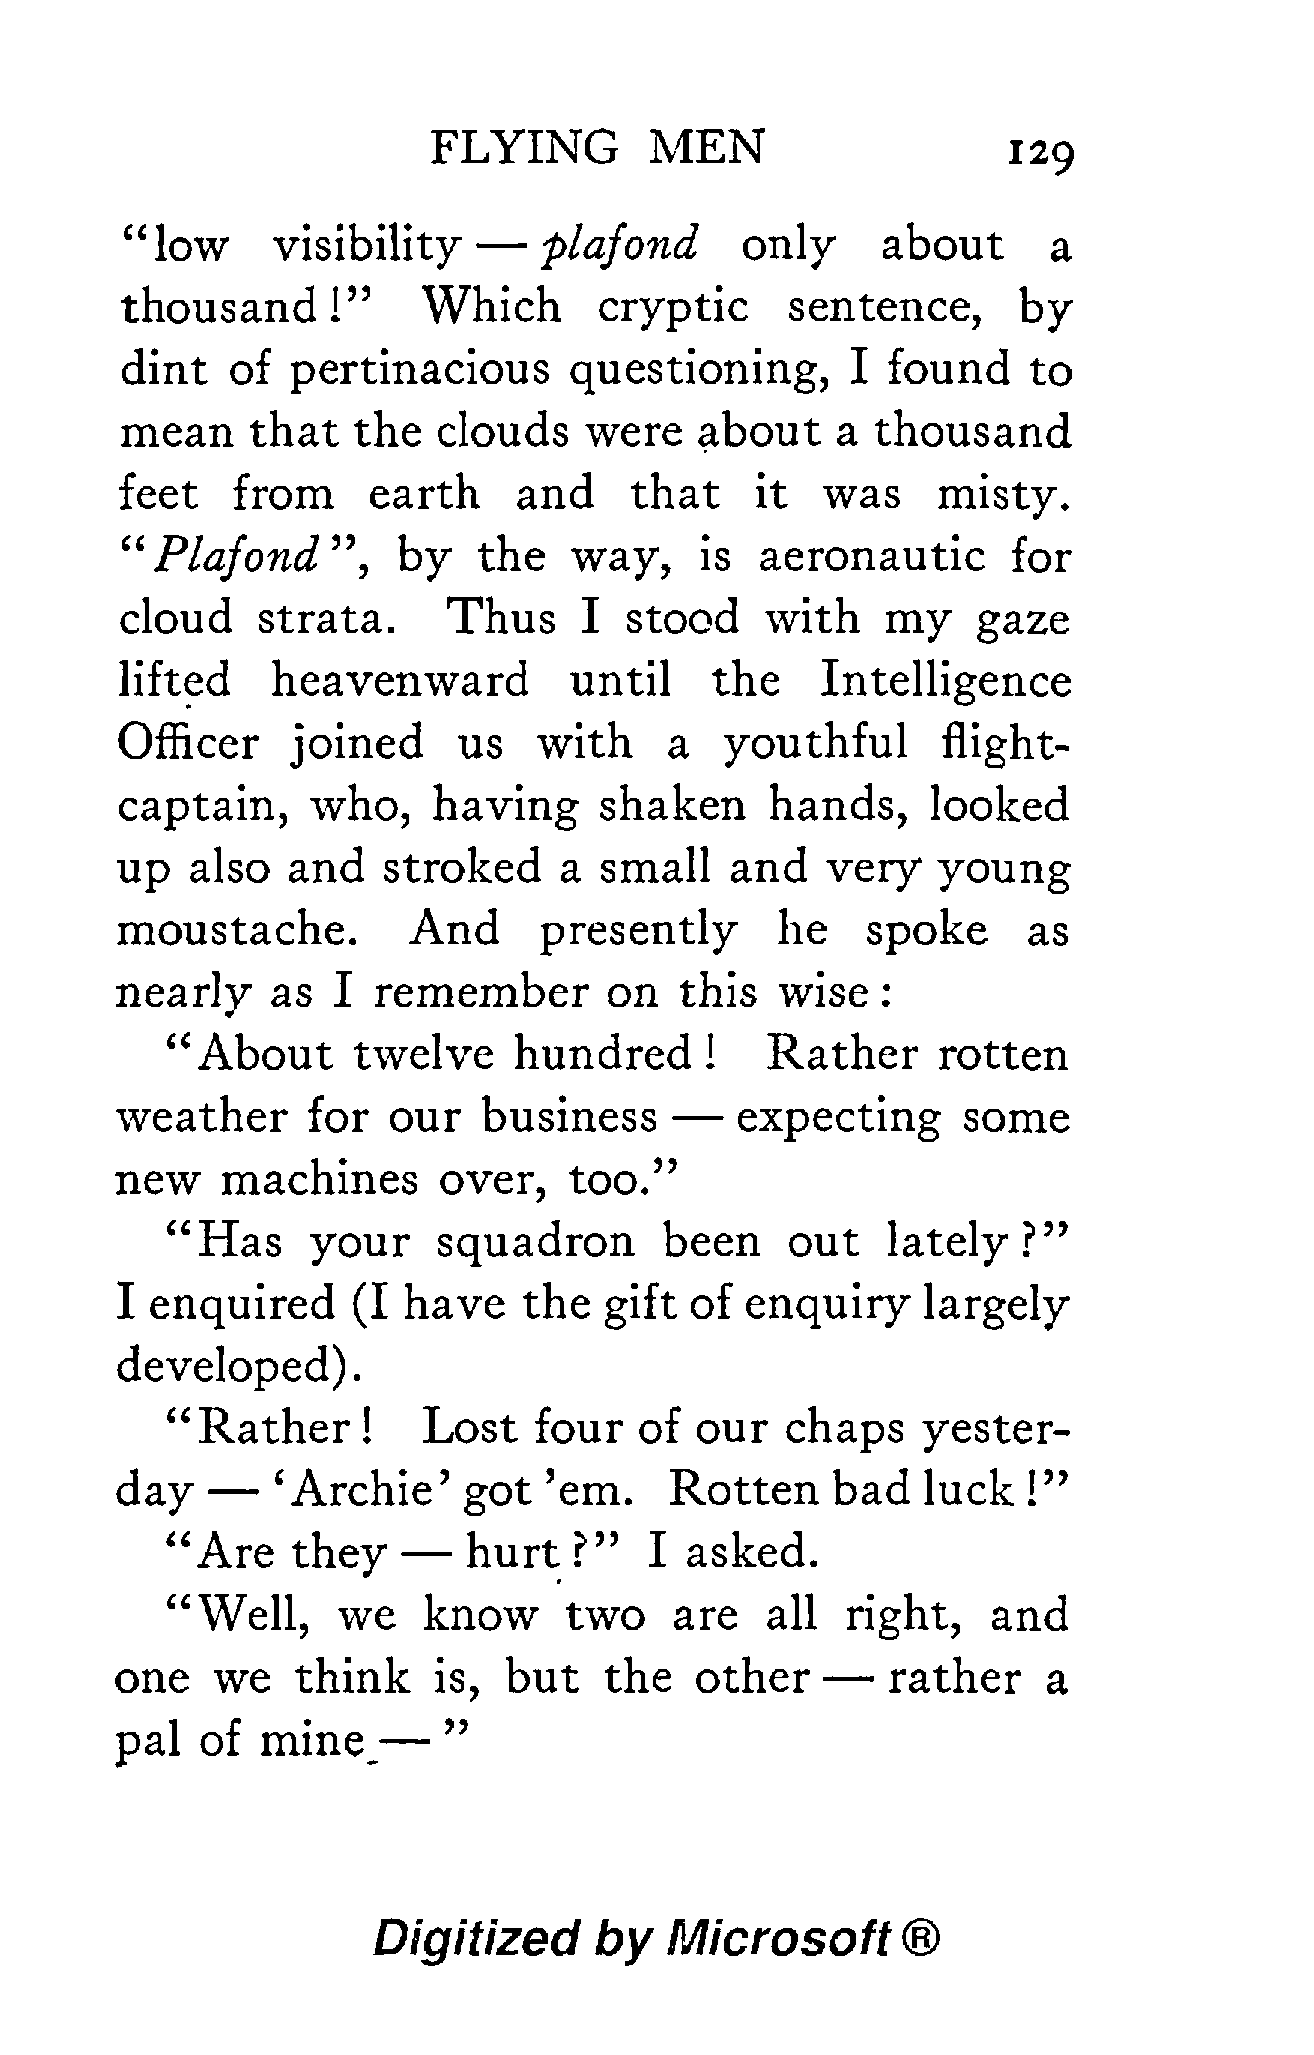 FLYING MEN 129
“low visibility — plafond only about a
thousand!” Which cryptic sentence, by
dint of pertinacious questioning, I found to
mean that the clouds were about a thousand
feet from earth and that it was misty.
“Plafond”, by the way, is aeronautic for
cloud strata. Thus I stood with my gaze
lifted heavenward until the Intelligence
Officer joined us with a youthful flight-
captain, who, having shaken hands, looked
up also and stroked a small and very young
moustache. And presently he spoke as
nearly as I remember on this wise:
“About twelve hundred! Rather rotten
weather for our business — expecting some
new machines over, too.”
“Has your squadron been out lately?”
I enquired (I have the gift of enquiry largely
developed).
“Rather! Lost four of our chaps yester-
day — ‘Archie’ got ’em. Rotten bad luck!”
“Are they — hurt?” I asked.
“Well, we know two are all right, and
one we think is, but the other — rather a
pal of mine — ”
Digitized by Microsoft ®